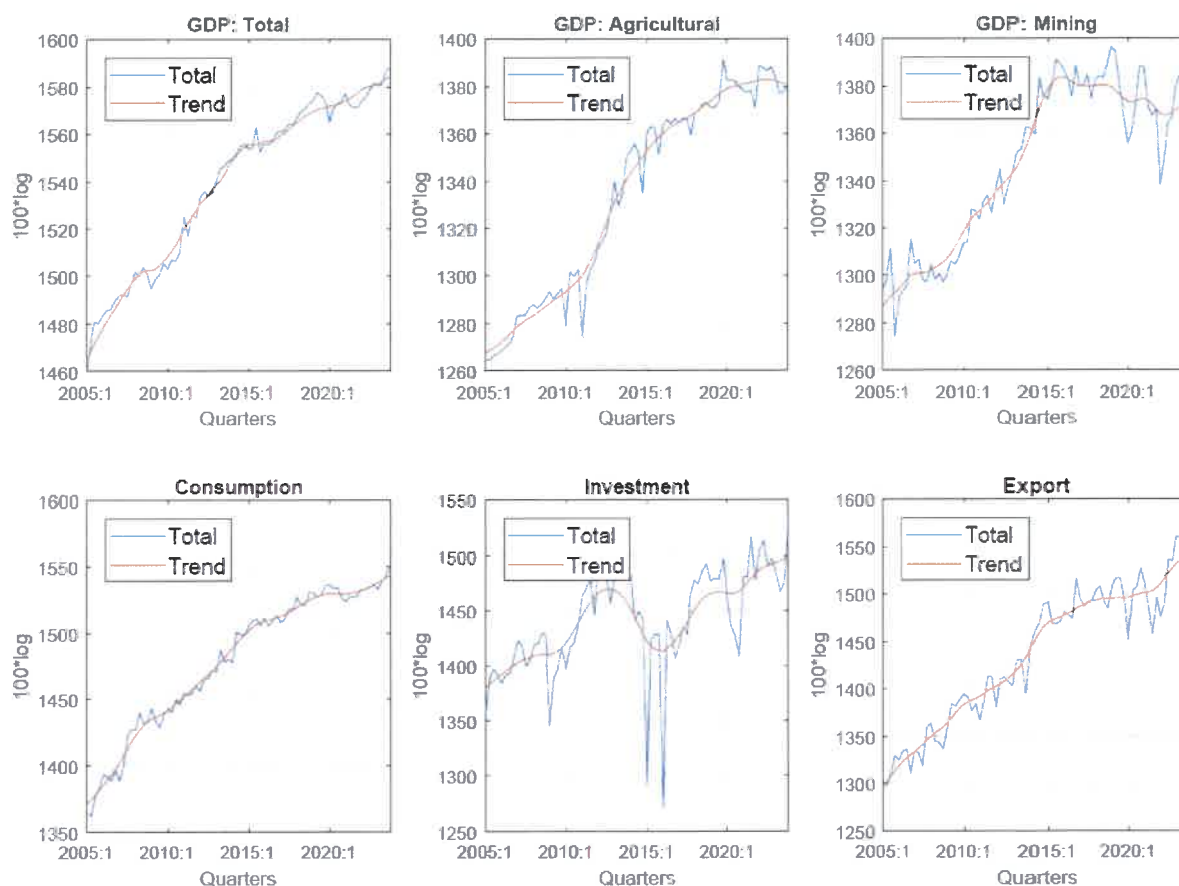 GDP: Total
1600
1580
1560
1540
1520
1500
1480
1460
100*log
Total
Trend
2005:1 2010:1 2015:1 2020:1
Quarters
GDP: Agricultural
1400
1380
1360
1340
1320
1300
1280
1260
100*log
Total
Trend
2005:1 2010:1 2015:1 2020:1
Quarters
GDP: Mining
1400
1380
1360
1340
1320
1300
1280
1260
100*log
Total
Trend
2005:1 2010:1 2015:1 2020:1
Quarters
Consumption
1600
1550
1500
1450
1400
1350
100*log
Total
Trend
2005:1 2010:1 2015:1 2020:1
Quarters
Investment
1550
1500
1450
1400
1350
1300
1250
100*log
Total
Trend
2005:1 2010:1 2015:1 2020:1
Quarters
Export
1600
1550
1500
1450
1400
1350
1300
1250
100*log
Total
Trend
2005:1 2010:1 2015:1 2020:1
Quarters